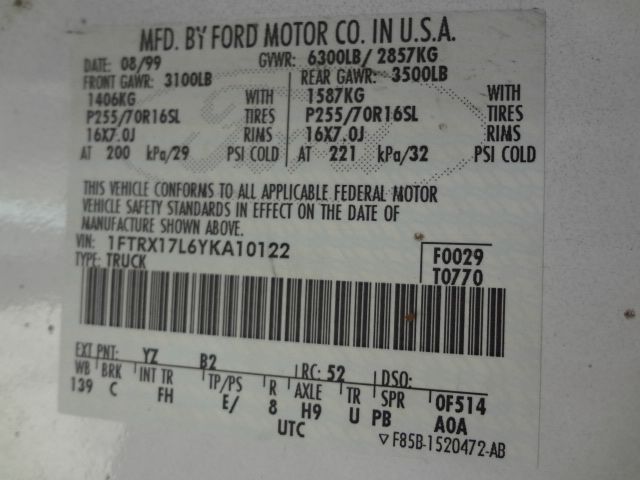 MFD. BY FORD MOTOR CO. IN U.S.A.
DATE: 08/99 GVWR: 6300LB/ 2857KG
FRONT GAWR: 3100LB REAR GAWR: 3500LB
1406KG WITH 1587KG WITH
P255/70R16SL TIRES P255/70R16SL TIRES
16X7.0J RIMS 16X7.0J RIMS
AT 200 kPa/29 PSI COLD AT 221 kPa/32 PSI COLD
THIS VEHICLE CONFORMS TO ALL APPLICABLE FEDERAL MOTOR
VEHICLE SAFETY STANDARDS IN EFFECT ON THE DATE OF
MANUFACTURE SHOWN ABOVE.
VIN: 1FTRX17L6YKA10122 F0029
TYPE: TRUCK T0770
EXT PNT: YZ B2 RC: 52 DSO:
WB BRK INT TR TP/PS R AXLE TR SPR 0F514
139 C FH E/ 8 H9 U PB A0A
UTC ▽F85B-1520472-AB